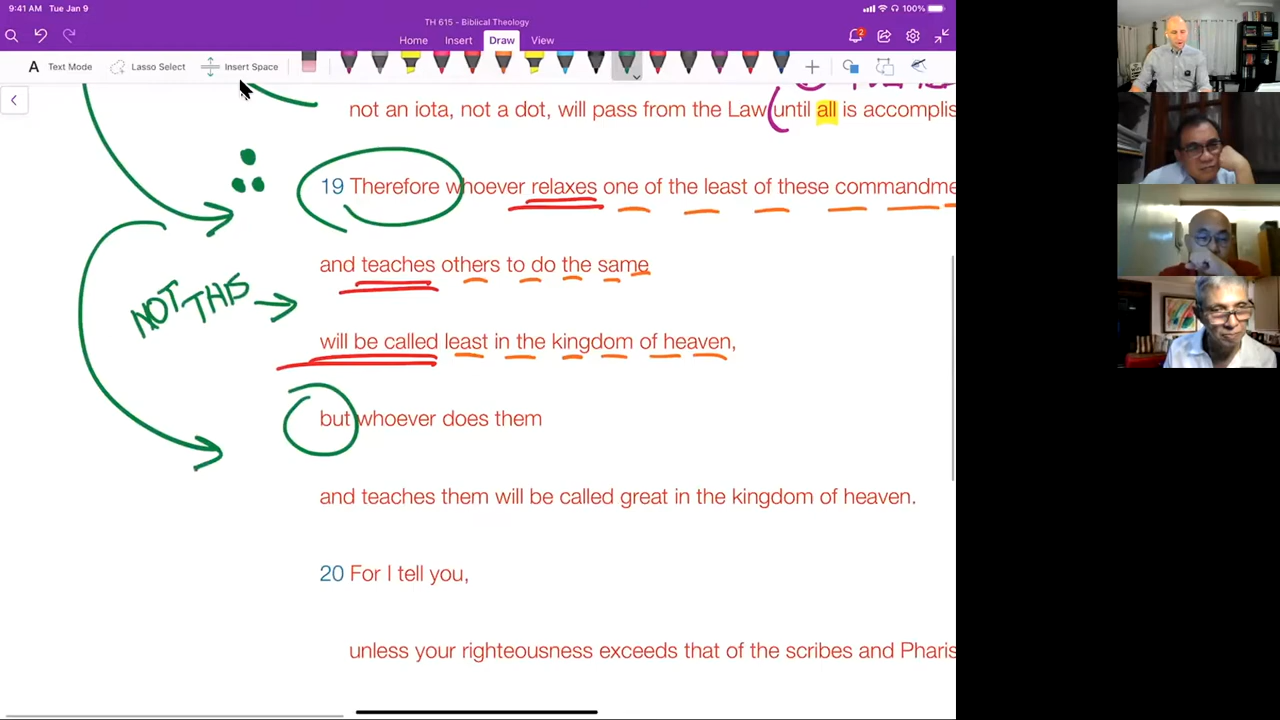 9:41 AM Tue Jan 9
100%
TH 615 - Biblical Theology
Home Insert Draw View
2
A Text Mode Lasso Select Insert Space
not an iota, not a dot, will pass from the Law until all is accomplis
19 Therefore whoever relaxes one of the least of these commandme
and teaches others to do the same
NOT THIS
will be called least in the kingdom of heaven,
but whoever does them
and teaches them will be called great in the kingdom of heaven.
20 For I tell you,
unless your righteousness exceeds that of the scribes and Pharis